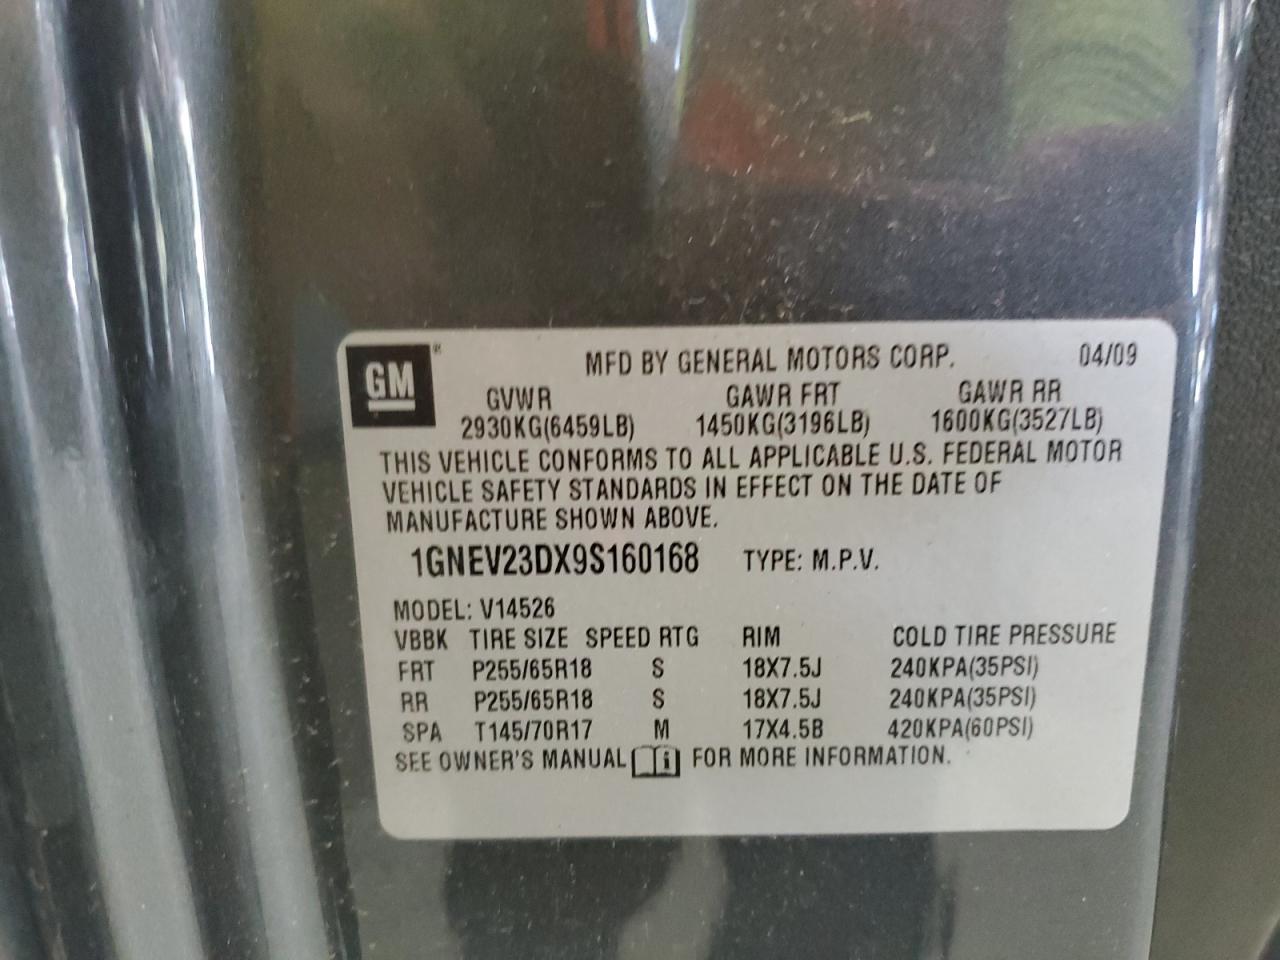 GM® MFD BY GENERAL MOTORS CORP. 04/09
GVWR GAWR FRT GAWR RR
2930KG(6459LB) 1450KG(3196LB) 1600KG(3527LB)
THIS VEHICLE CONFORMS TO ALL APPLICABLE U.S. FEDERAL MOTOR
VEHICLE SAFETY STANDARDS IN EFFECT ON THE DATE OF
MANUFACTURE SHOWN ABOVE.
1GNEV23DX9S160168 TYPE: M.P.V.
MODEL: V14526
VBBK TIRE SIZE SPEED RTG RIM COLD TIRE PRESSURE
FRT P255/65R18 S 18X7.5J 240KPA(35PSI)
RR P255/65R18 S 18X7.5J 240KPA(35PSI)
SPA T145/70R17 M 17X4.5B 420KPA(60PSI)
SEE OWNER'S MANUAL i FOR MORE INFORMATION.